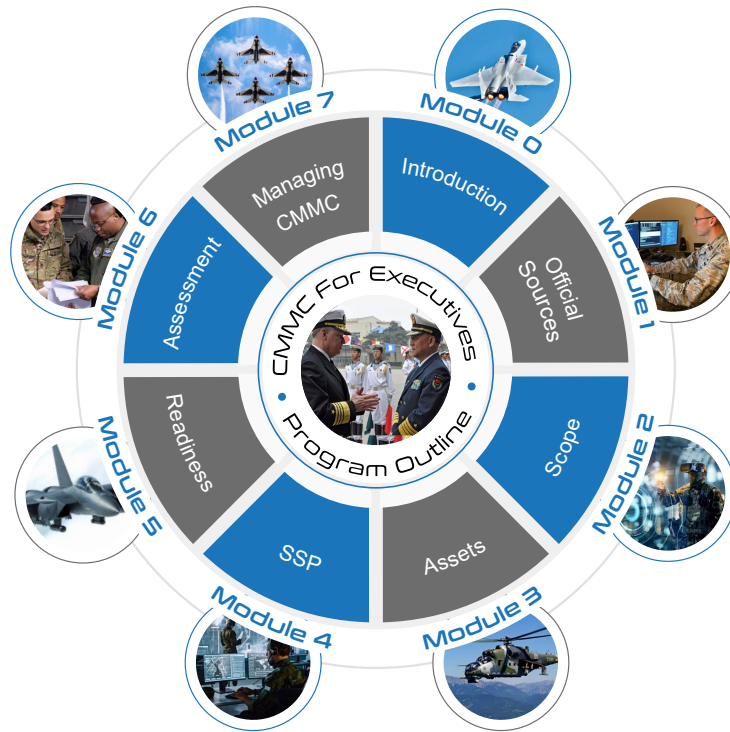 CMMC For Executives
Program Outline
Module 0
Introduction
Module 1
Official
Sources
Module 2
Scope
Module 3
Assets
Module 4
SSP
Module 5
Readiness
Module 6
Assessment
Module 7
Managing
CMMC